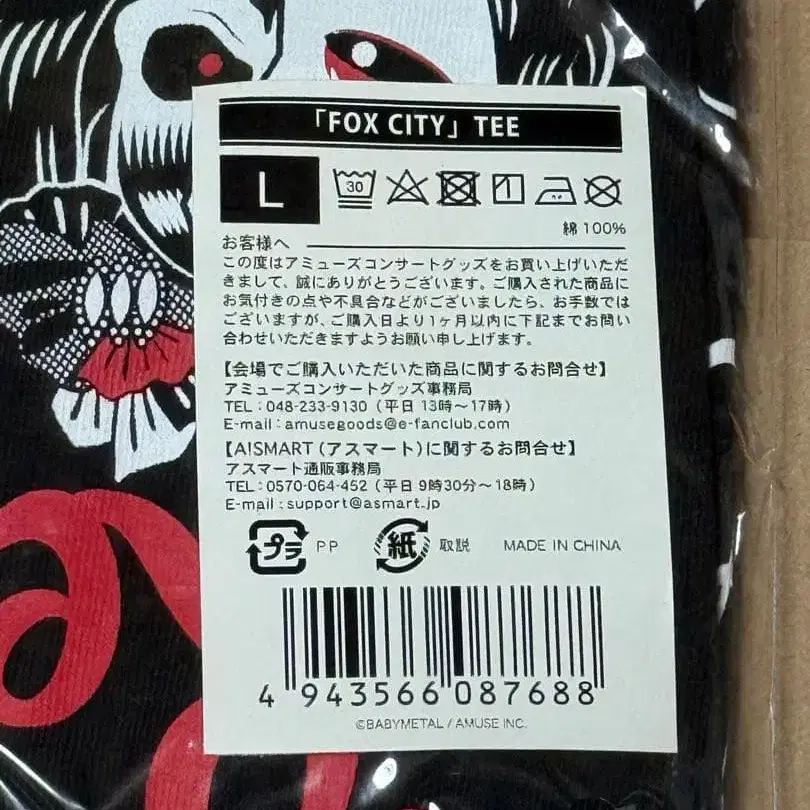 「FOX CITY」 TEE
L
30
綿 100%
お客様へ
この度はアミューズコンサートグッズをお買い上げいただ
きまして、誠にありがとうございます。ご購入された商品に
お気付きの点や不具合などがございましたら、お手数では
ございますが、ご購入日より1ヶ月以内に下記までお問い
合わせいただきますようお願い申し上げます。
【会場でご購入いただいた商品に関するお問合せ】
アミューズコンサートグッズ事務局
TEL：048-233-9130（平日 13時～17時）
E-mail：amusegoods@e-fanclub.com
【A!SMART（アスマート）に関するお問合せ】
アスマート通販事務局
TEL：0570-064-452（平日 9時30分～18時）
E-mail：support@asmart.jp
プラ PP 紙 取説 MADE IN CHINA
4 943566 087688
©BABYMETAL / AMUSE INC.